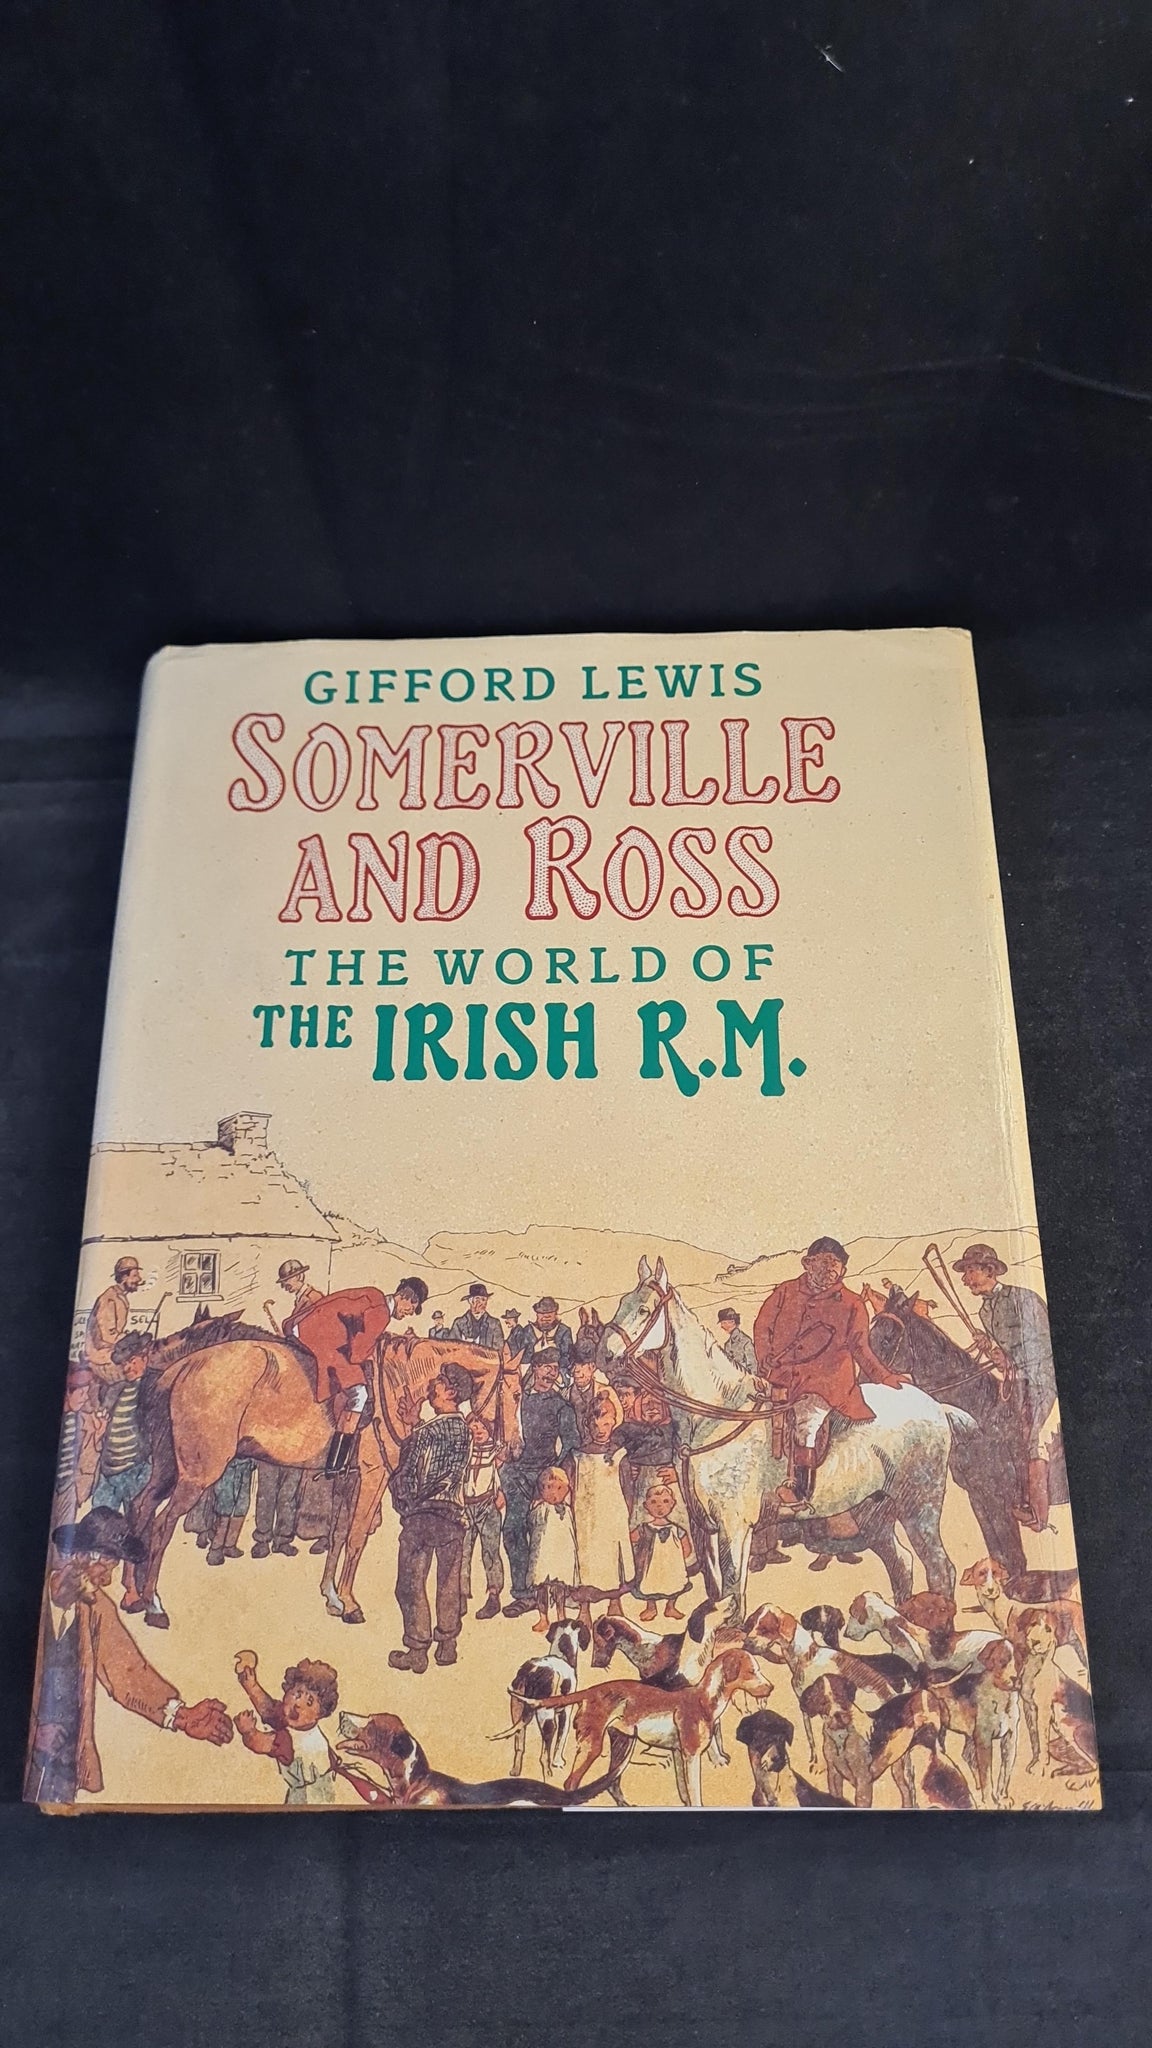 GIFFORD LEWIS
SOMERVILLE
AND ROSS
THE WORLD OF
THE IRISH R.M.